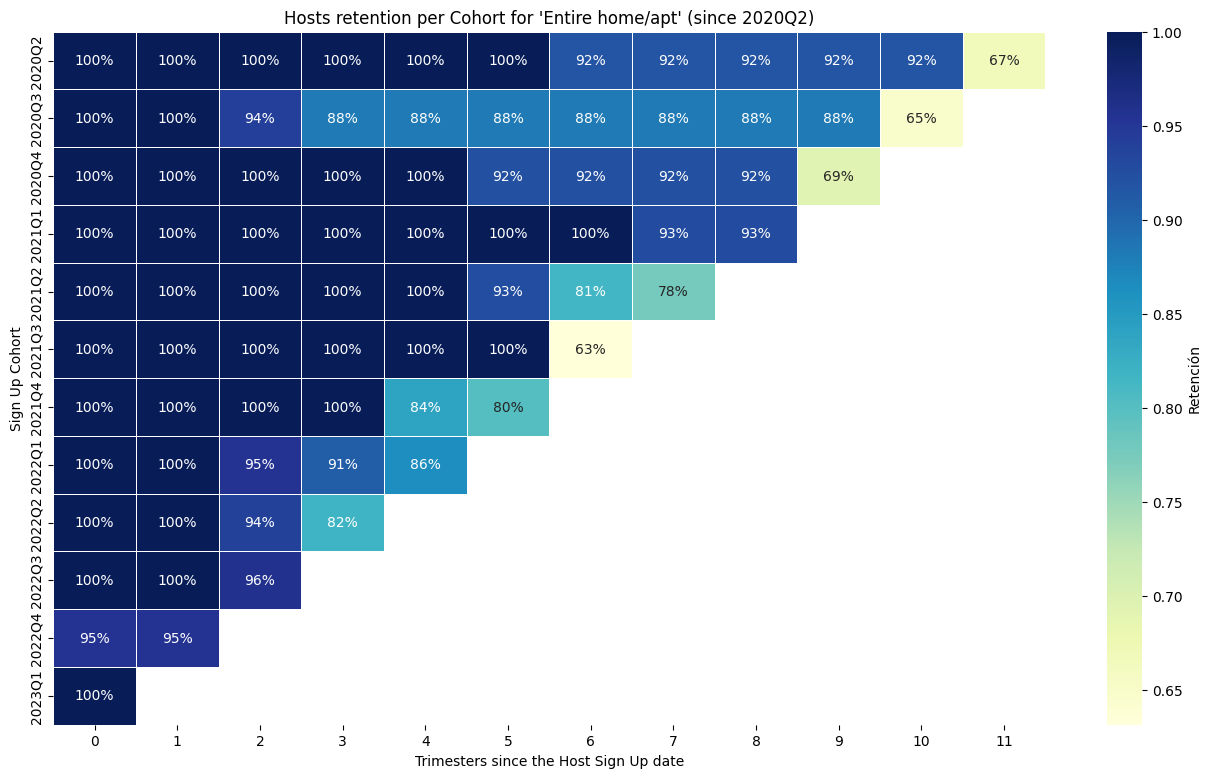 Hosts retention per Cohort for 'Entire home/apt' (since 2020Q2)
Sign Up Cohort
2020Q2 100% 100% 100% 100% 100% 100% 92% 92% 92% 92% 92% 67%
2020Q3 100% 100% 94% 88% 88% 88% 88% 88% 88% 88% 65%
2020Q4 100% 100% 100% 100% 100% 92% 92% 92% 92% 69%
2021Q1 100% 100% 100% 100% 100% 100% 100% 93% 93%
2021Q2 100% 100% 100% 100% 100% 93% 81% 78%
2021Q3 100% 100% 100% 100% 100% 100% 63%
2021Q4 100% 100% 100% 100% 84% 80%
2022Q1 100% 100% 95% 91% 86%
2022Q2 100% 100% 94% 82%
2022Q3 100% 100% 96%
2022Q4 95% 95%
2023Q1 100%
0 1 2 3 4 5 6 7 8 9 10 11
Trimesters since the Host Sign Up date
1.00
0.95
0.90
0.85
0.80
0.75
0.70
0.65
Retención